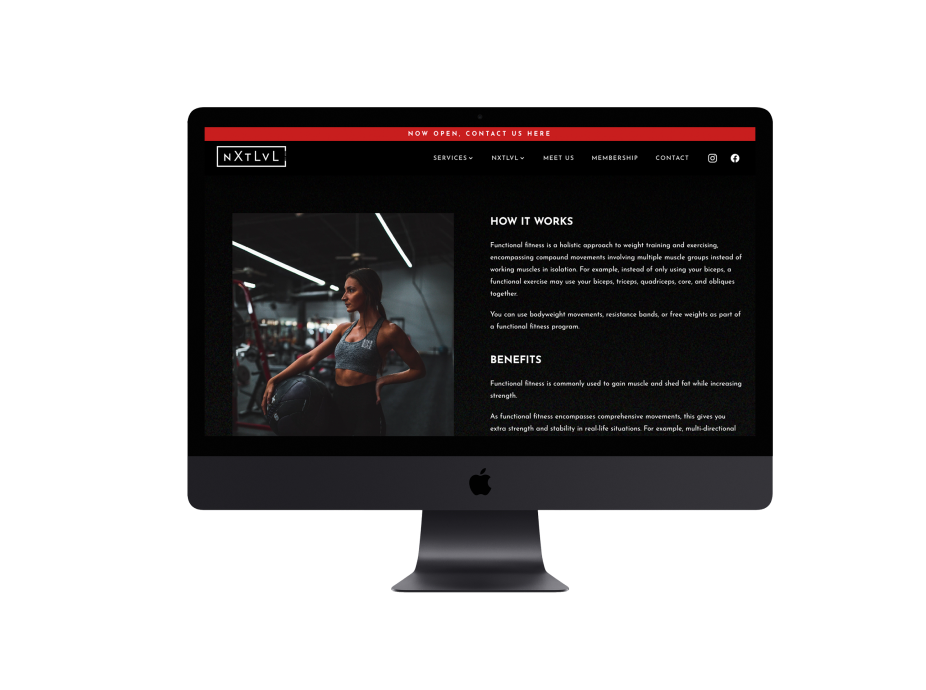 NOW OPEN, CONTACT US HERE
NXTLVL
SERVICES NXTLVL MEET US MEMBERSHIP CONTACT
HOW IT WORKS
Functional fitness is a holistic approach to weight training and exercising,
encompassing compound movements involving multiple muscle groups instead of
working muscles in isolation. For example, instead of only using your biceps, a
functional exercise may use your biceps, triceps, quadriceps, core, and obliques
together.
You can use bodyweight movements, resistance bands, or free weights as part of
a functional fitness program.
BENEFITS
Functional fitness is commonly used to gain muscle and shed fat while increasing
strength.
As functional fitness encompasses comprehensive movements, this gives you
extra strength and stability in real-life situations. For example, multi-directional